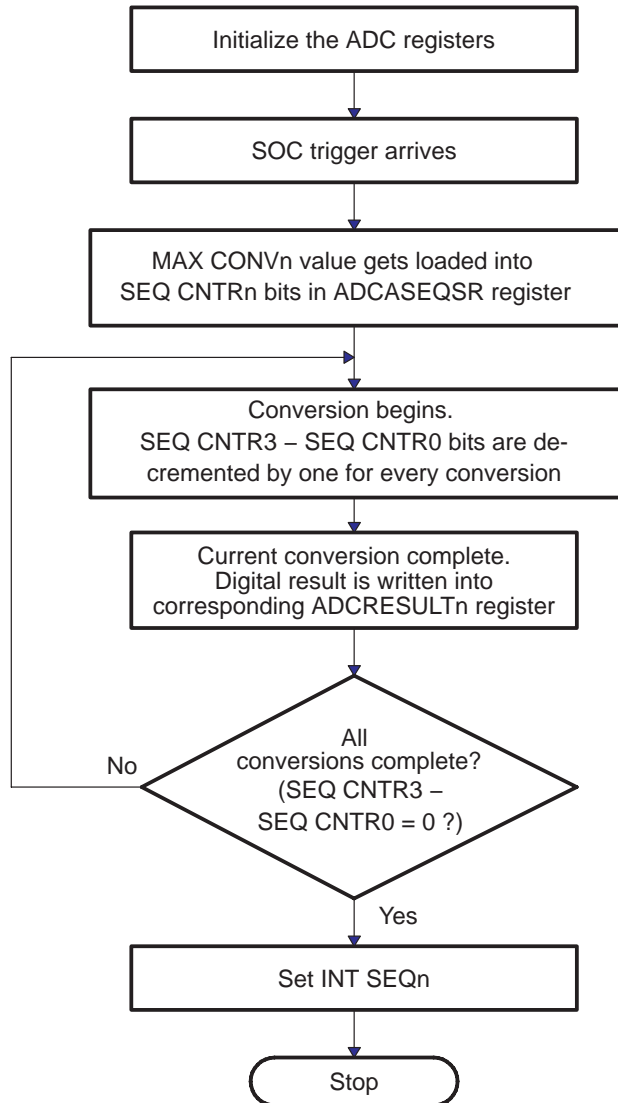 Initialize the ADC registers
SOC trigger arrives
MAX CONVn value gets loaded into
SEQ CNTRn bits in ADCASEQSR register
Conversion begins.
SEQ CNTR3 – SEQ CNTR0 bits are de-
cremented by one for every conversion
Current conversion complete.
Digital result is written into
corresponding ADCRESULTn register
All
conversions complete?
(SEQ CNTR3 –
SEQ CNTR0 = 0 ?)
No
Yes
Set INT SEQn
Stop